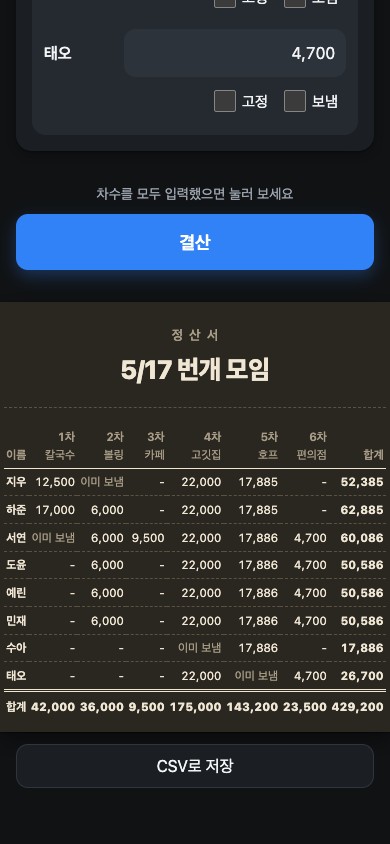 고정 보냄
태오 4,700
고정 보냄
차수를 모두 입력했으면 눌러 보세요
결산
정산서
5/17 번개 모임
1차 2차 3차 4차 5차 6차
이름 칼국수 볼링 카페 고깃집 호프 편의점 합계
지우 12,500 이미 보냄 - 22,000 17,885 - 52,385
하준 17,000 6,000 - 22,000 17,885 - 62,885
서연 이미 보냄 6,000 9,500 22,000 17,886 4,700 60,086
도윤 - 6,000 - 22,000 17,886 4,700 50,586
예린 - 6,000 - 22,000 17,886 4,700 50,586
민재 - 6,000 - 22,000 17,886 4,700 50,586
수아 - - - 이미 보냄 17,886 - 17,886
태오 - - - 22,000 이미 보냄 4,700 26,700
합계 42,000 36,000 9,500 175,000 143,200 23,500 429,200
CSV로 저장